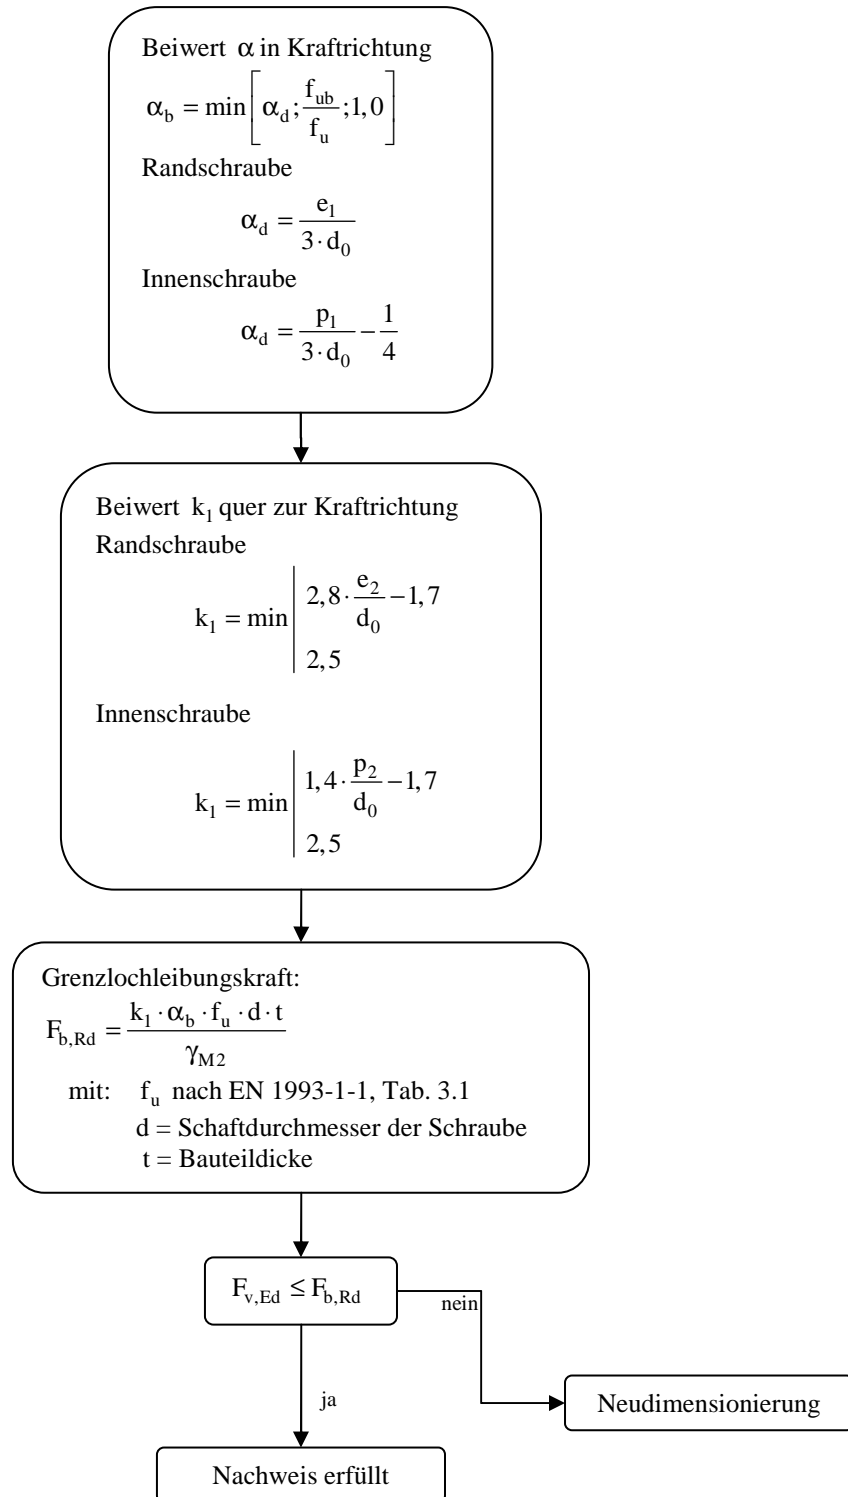 Beiwert α in Kraftrichtung
α_b = min[α_d; f_ub/f_u; 1,0]
Randschraube
α_d = e_1/(3·d_0)
Innenschraube
α_d = p_1/(3·d_0) − 1/4
Beiwert k_1 quer zur Kraftrichtung
Randschraube
k_1 = min | 2,8·e_2/d_0 − 1,7
2,5
Innenschraube
k_1 = min | 1,4·p_2/d_0 − 1,7
2,5
Grenzlochleibungskraft:
F_b,Rd = (k_1·α_b·f_u·d·t)/γ_M2
mit: f_u nach EN 1993-1-1, Tab. 3.1
d = Schaftdurchmesser der Schraube
t = Bauteildicke
F_v,Ed ≤ F_b,Rd
nein
ja
Neudimensionierung
Nachweis erfüllt